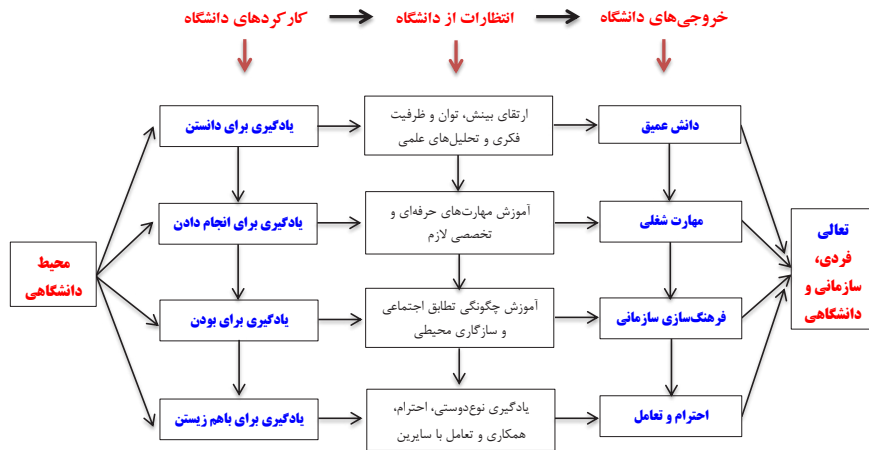 کارکردهای دانشگاه
انتظارات از دانشگاه
خروجی‌های دانشگاه
محیط
دانشگاهی
یادگیری برای دانستن
ارتقای بینش، توان و ظرفیت
فکری و تحلیل‌های علمی
دانش عمیق
یادگیری برای انجام دادن
آموزش مهارت‌های حرفه‌ای و
تخصصی لازم
مهارت شغلی
یادگیری برای بودن
آموزش چگونگی تطابق اجتماعی
و سازگاری محیطی
فرهنگ‌سازی سازمانی
یادگیری برای باهم زیستن
یادگیری نوع‌دوستی، احترام،
همکاری و تعامل با سایرین
احترام و تعامل
تعالی
فردی،
سازمانی و
دانشگاهی